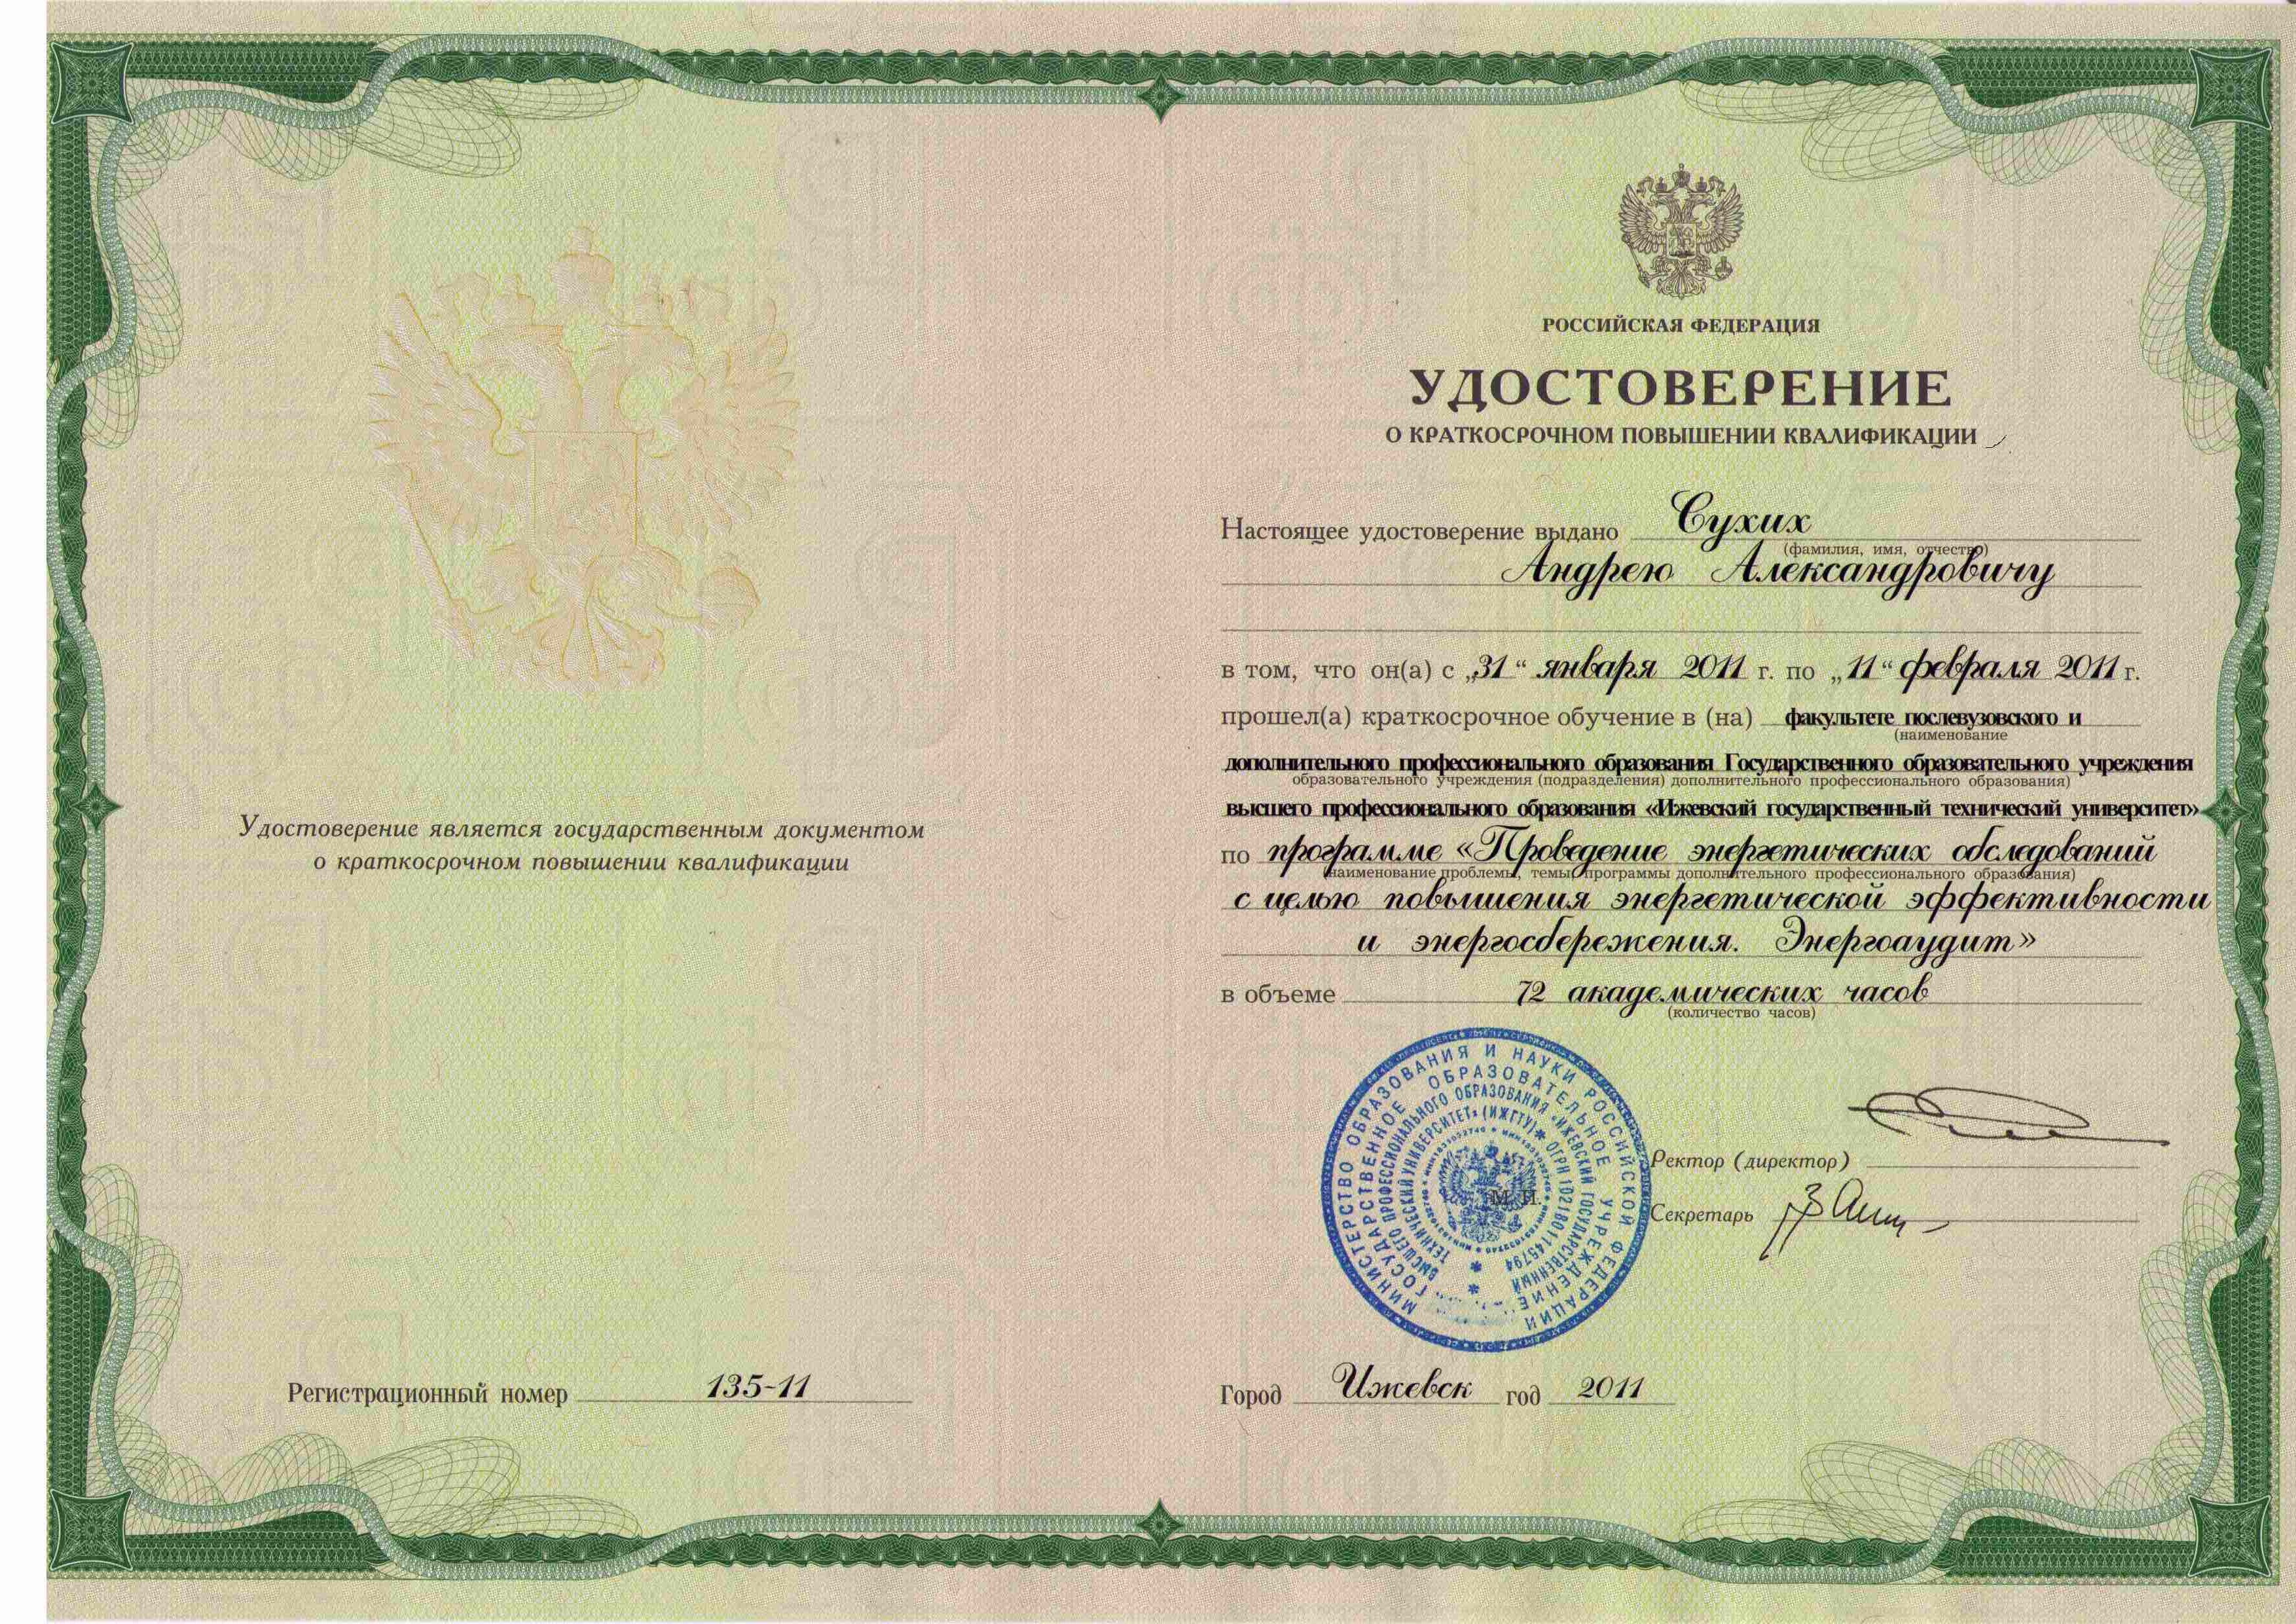 Удостоверение является государственным документом
о краткосрочном повышении квалификации
Регистрационный номер 135-11
РОССИЙСКАЯ ФЕДЕРАЦИЯ
УДОСТОВЕРЕНИЕ
О КРАТКОСРОЧНОМ ПОВЫШЕНИИ КВАЛИФИКАЦИИ
Настоящее удостоверение выдано Сухих
(фамилия, имя, отчество)
Андрею Александровичу
в том, что он(а) с „31“ января 2011 г. по „11“ февраля 2011 г.
прошел(а) краткосрочное обучение в (на) факультете послевузовского и
(наименование
дополнительного профессионального образования Государственного образовательного учреждения
образовательного учреждения (подразделения) дополнительного профессионального образования)
высшего профессионального образования «Ижевский государственный технический университет»
по программе «Проведение энергетических обследований
(наименование проблемы, темы, программы дополнительного профессионального образования)
с целью повышения энергетической эффективности
и энергосбережения. Энергоаудит»
в объеме 72 академических часов
(количество часов)
МИНИСТЕРСТВО ОБРАЗОВАНИЯ И НАУКИ РОССИЙСКОЙ ФЕДЕРАЦИИ
ГОСУДАРСТВЕННОЕ ОБРАЗОВАТЕЛЬНОЕ УЧРЕЖДЕНИЕ
ВЫСШЕГО ПРОФЕССИОНАЛЬНОГО ОБРАЗОВАНИЯ «ИЖЕВСКИЙ ГОСУДАРСТВЕННЫЙ
ТЕХНИЧЕСКИЙ УНИВЕРСИТЕТ» (ИЖГТУ) * ОГРН 1021801145794
М. П.
Ректор (директор)
Секретарь
Город Ижевск год 2011